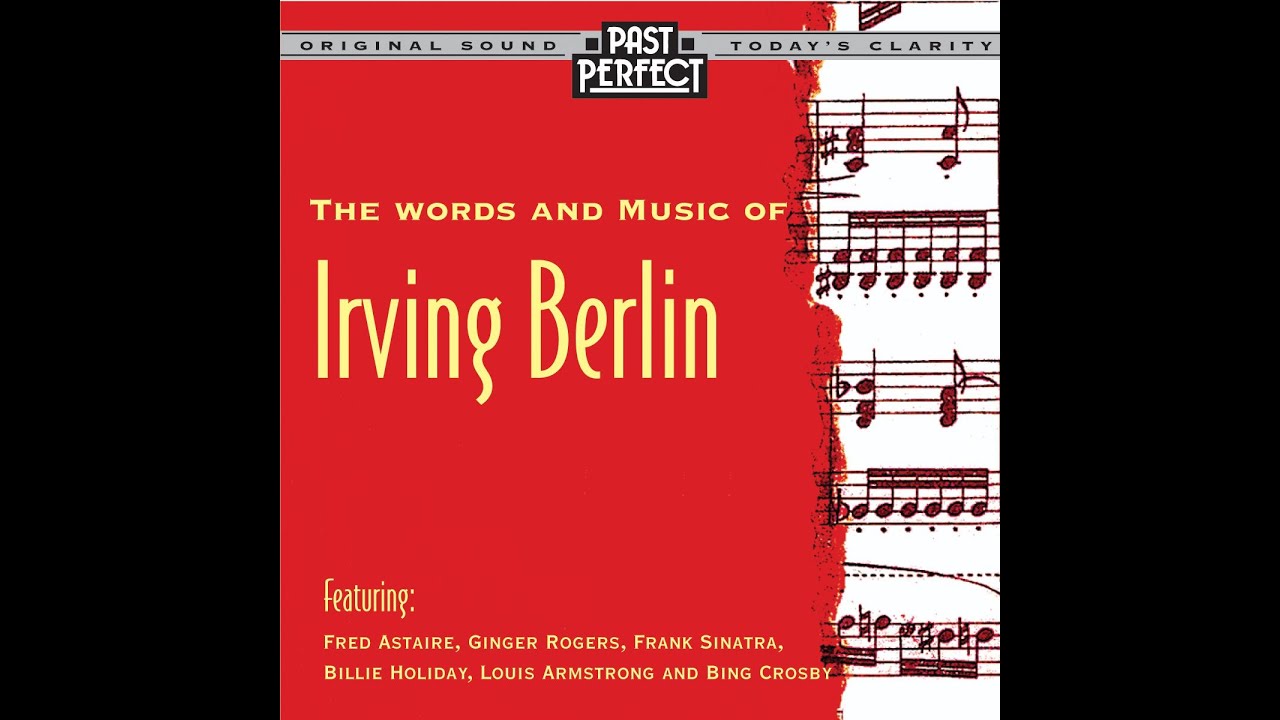 ORIGINAL SOUND
PAST
PERFECT
TODAY'S CLARITY
THE WORDS AND MUSIC OF
Irving Berlin
Featuring:
FRED ASTAIRE, GINGER ROGERS, FRANK SINATRA,
BILLIE HOLIDAY, LOUIS ARMSTRONG AND BING CROSBY